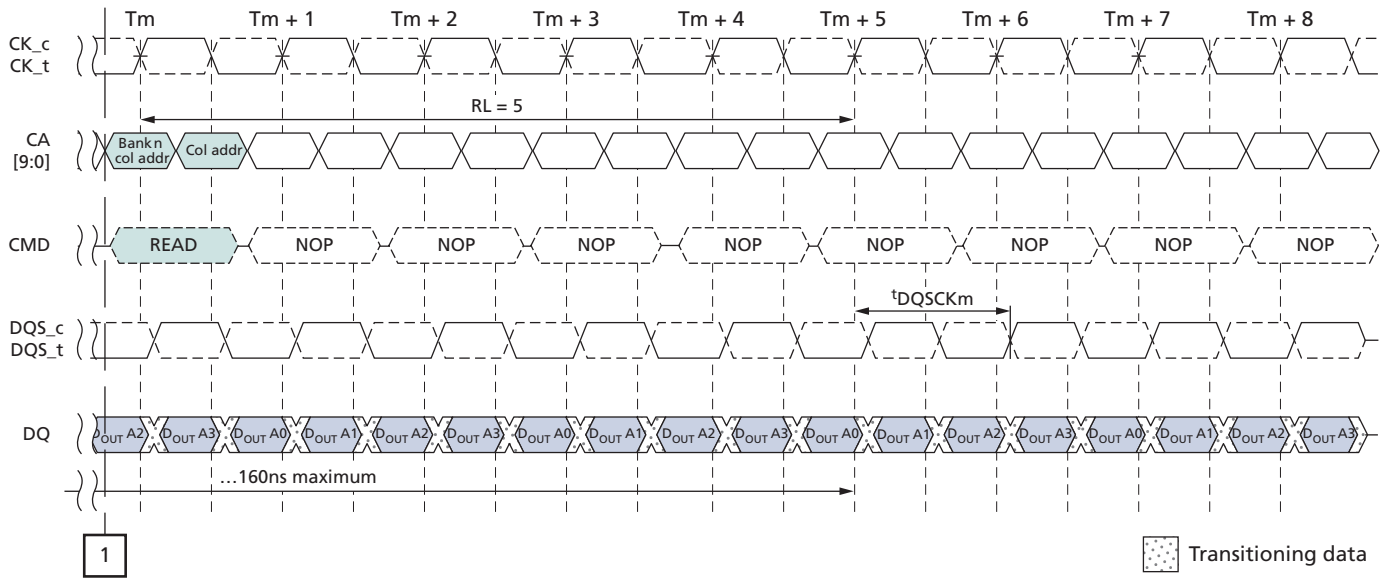 Tm Tm + 1 Tm + 2 Tm + 3 Tm + 4 Tm + 5 Tm + 6 Tm + 7 Tm + 8
CK_c
CK_t
RL = 5
CA
[9:0]
Bank n
col addr
Col addr
CMD READ NOP NOP NOP NOP NOP NOP NOP NOP
tDQSCKm
DQS_c
DQS_t
DQ DOUT A2 DOUT A3 DOUT A0 DOUT A1 DOUT A2 DOUT A3 DOUT A0 DOUT A1 DOUT A2 DOUT A3 DOUT A0 DOUT A1 DOUT A2 DOUT A3 DOUT A0 DOUT A1 DOUT A2 DOUT A3
…160ns maximum
1
Transitioning data